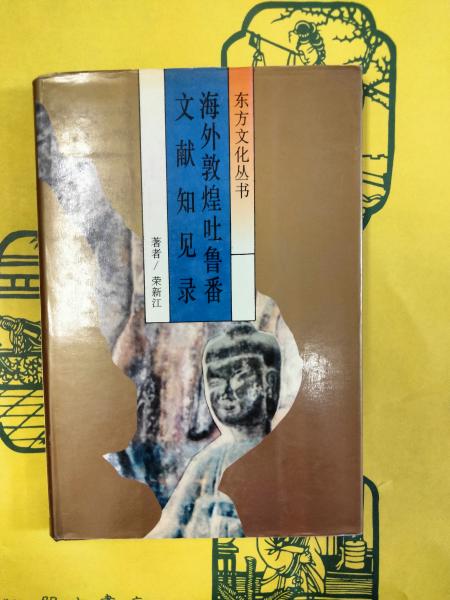 东方文化丛书
海外敦煌吐鲁番
文献知见录
著者/荣新江